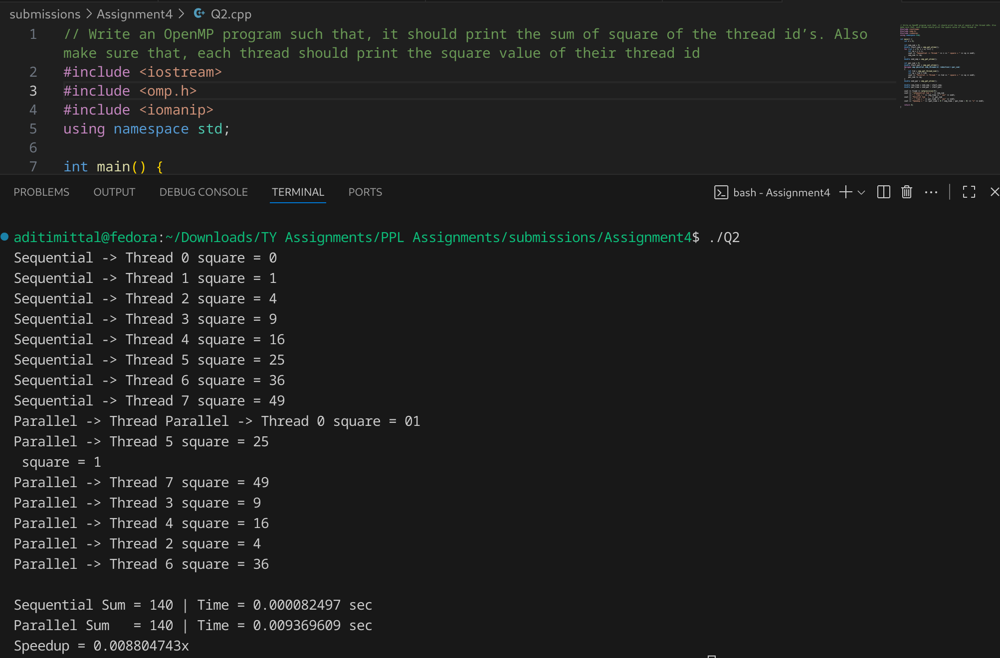 submissions > Assignment4 > Q2.cpp
1 // Write an OpenMP program such that, it should print the sum of square of the thread id’s. Also
make sure that, each thread should print the square value of their thread id
2 #include <iostream>
3 #include <omp.h>
4 #include <iomanip>
5 using namespace std;
6
7 int main() {
PROBLEMS OUTPUT DEBUG CONSOLE TERMINAL PORTS bash - Assignment4
aditimittal@fedora:~/Downloads/TY Assignments/PPL Assignments/submissions/Assignment4$ ./Q2
Sequential -> Thread 0 square = 0
Sequential -> Thread 1 square = 1
Sequential -> Thread 2 square = 4
Sequential -> Thread 3 square = 9
Sequential -> Thread 4 square = 16
Sequential -> Thread 5 square = 25
Sequential -> Thread 6 square = 36
Sequential -> Thread 7 square = 49
Parallel -> Thread Parallel -> Thread 0 square = 01
Parallel -> Thread 5 square = 25
 square = 1
Parallel -> Thread 7 square = 49
Parallel -> Thread 3 square = 9
Parallel -> Thread 4 square = 16
Parallel -> Thread 2 square = 4
Parallel -> Thread 6 square = 36

Sequential Sum = 140 | Time = 0.000082497 sec
Parallel Sum   = 140 | Time = 0.009369609 sec
Speedup = 0.008804743x